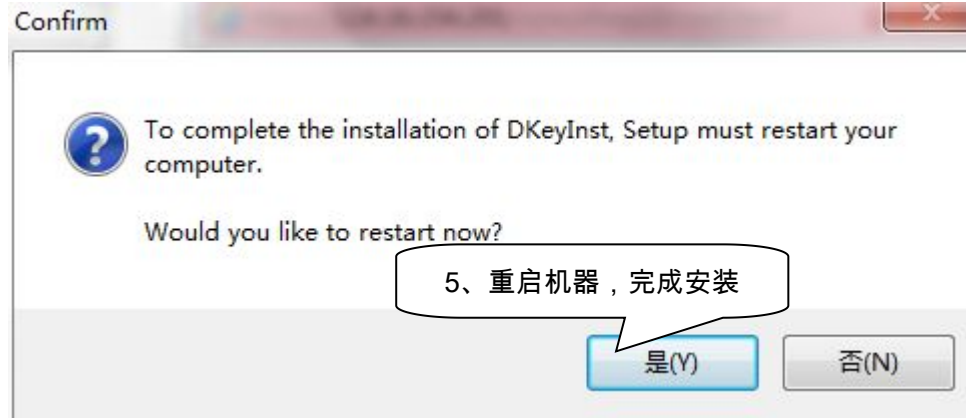 Confirm
To complete the installation of DKeyInst, Setup must restart your
computer.
Would you like to restart now?
5、重启机器，完成安装
是(Y)
否(N)